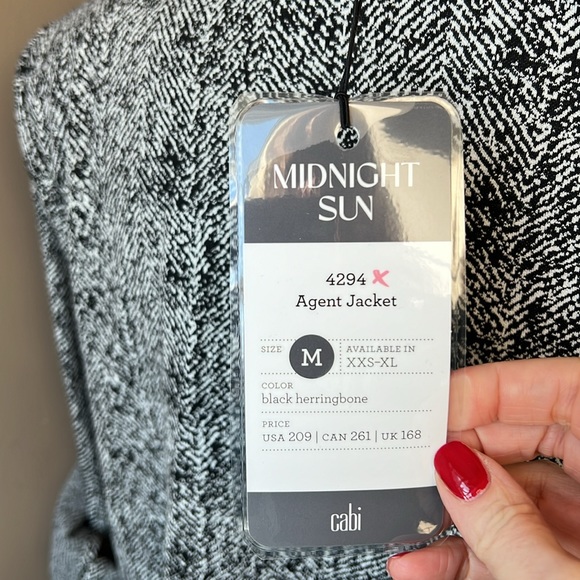 MIDNIGHT
SUN
4294 x
Agent Jacket
SIZE M AVAILABLE IN
XXS-XL
COLOR
black herringbone
PRICE
USA 209 | CAN 261 | UK 168
cabi